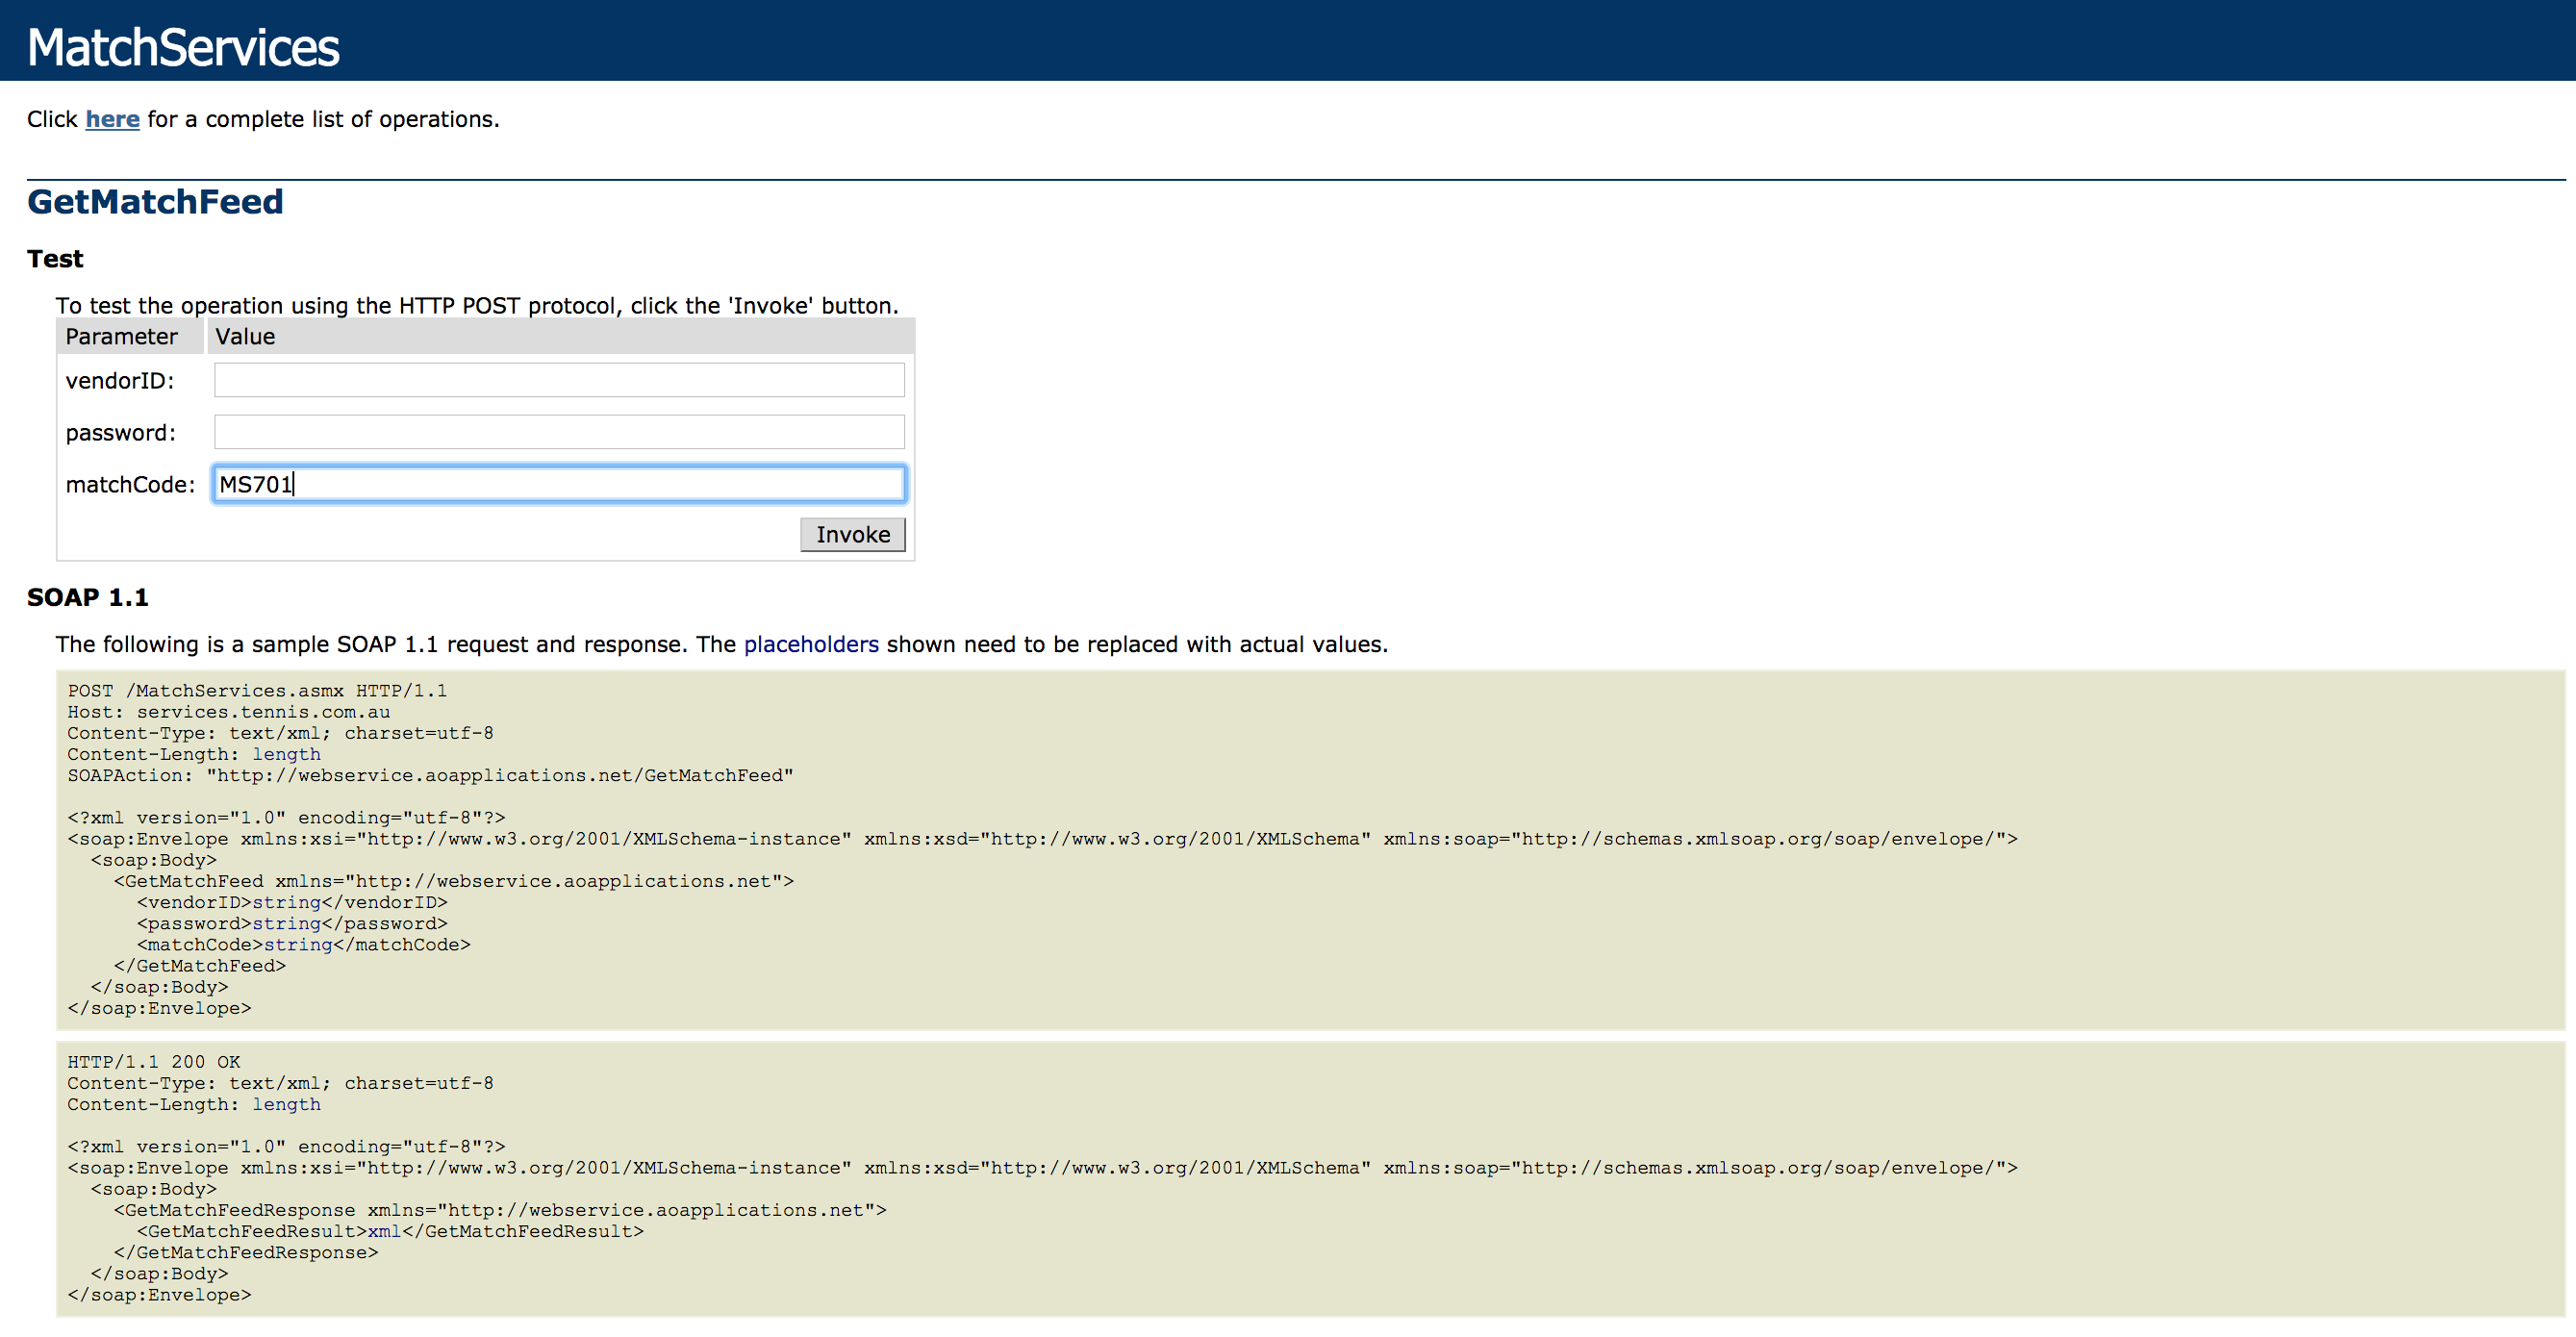 MatchServices
Click here for a complete list of operations.
GetMatchFeed
Test
To test the operation using the HTTP POST protocol, click the 'Invoke' button.
Parameter Value
vendorID:
password:
matchCode: MS701
Invoke
SOAP 1.1
The following is a sample SOAP 1.1 request and response. The placeholders shown need to be replaced with actual values.
POST /MatchServices.asmx HTTP/1.1
Host: services.tennis.com.au
Content-Type: text/xml; charset=utf-8
Content-Length: length
SOAPAction: "http://webservice.aoapplications.net/GetMatchFeed"
<?xml version="1.0" encoding="utf-8"?>
<soap:Envelope xmlns:xsi="http://www.w3.org/2001/XMLSchema-instance" xmlns:xsd="http://www.w3.org/2001/XMLSchema" xmlns:soap="http://schemas.xmlsoap.org/soap/envelope/">
<soap:Body>
<GetMatchFeed xmlns="http://webservice.aoapplications.net">
<vendorID>string</vendorID>
<password>string</password>
<matchCode>string</matchCode>
</GetMatchFeed>
</soap:Body>
</soap:Envelope>
HTTP/1.1 200 OK
Content-Type: text/xml; charset=utf-8
Content-Length: length
<?xml version="1.0" encoding="utf-8"?>
<soap:Envelope xmlns:xsi="http://www.w3.org/2001/XMLSchema-instance" xmlns:xsd="http://www.w3.org/2001/XMLSchema" xmlns:soap="http://schemas.xmlsoap.org/soap/envelope/">
<soap:Body>
<GetMatchFeedResponse xmlns="http://webservice.aoapplications.net">
<GetMatchFeedResult>xml</GetMatchFeedResult>
</GetMatchFeedResponse>
</soap:Body>
</soap:Envelope>